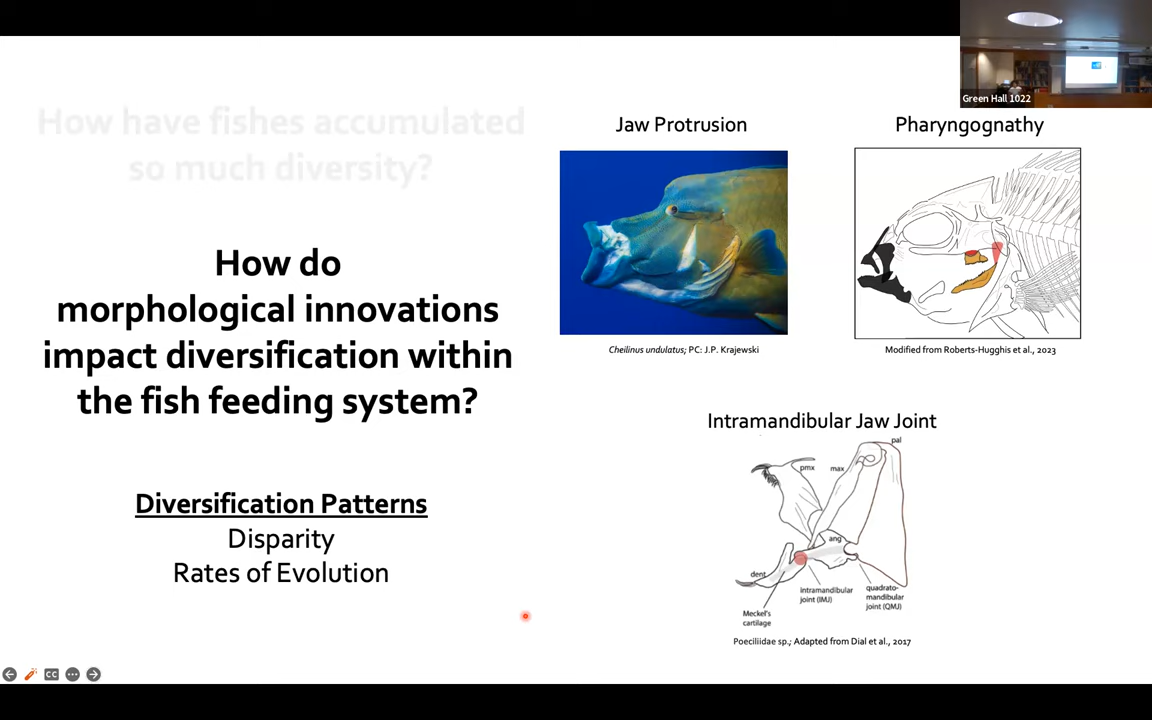 Green Hall 1022
How have fishes accumulated
so much diversity?
How do
morphological innovations
impact diversification within
the fish feeding system?
Diversification Patterns
Disparity
Rates of Evolution
Jaw Protrusion
Cheilinus undulatus; PC: J.P. Krajewski
Pharyngognathy
Modified from Roberts-Hugghis et al., 2023
Intramandibular Jaw Joint
pal
pmx
max
ang
dent
intramandibular
joint (IMJ)
quadrato-
mandibular
joint (QMJ)
Meckel's
cartilage
Poeciliidae sp.; Adapted from Dial et al., 2017
CC